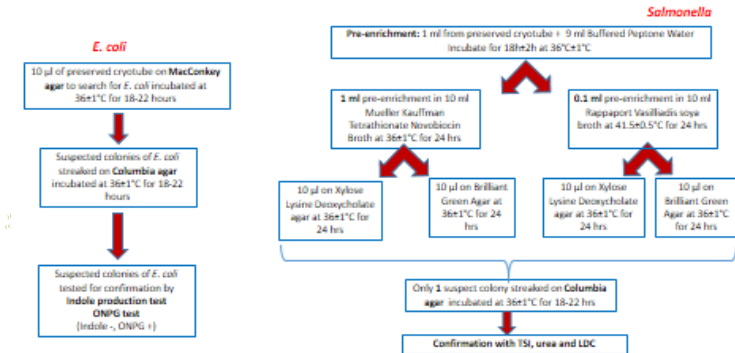 E. coli
10 µl of preserved cryotube on MacConkey
agar to search for E. coli incubated at
36±1°C for 18-22 hours
Suspected colonies of E. coli
streaked on Columbia agar
incubated at 36±1°C for 18-22
hours
Suspected colonies of E. coli
tested for confirmation by
Indole production test
ONPG test
(Indole -, ONPG +)
Salmonella
Pre-enrichment: 1 ml from preserved cryotube + 9 ml Buffered Peptone Water
Incubate for 18h±2h at 36°C±1°C
1 ml pre-enrichment in 10 ml
Mueller Kauffman
Tetrathionate Novobiocin
Broth at 36±1°C for 24 hrs
0.1 ml pre-enrichment in 10 ml
Rappaport Vasilliadis soya
broth at 41.5±0.5°C for 24 hrs
10 µl on Xylose
Lysine Deoxycholate
agar at 36±1°C for
24 hrs
10 µl on Brilliant
Green Agar at
36±1°C for 24
hrs
10 µl on Xylose
Lysine Deoxycholate
agar at 36±1°C for
24 hrs
10 µl on
Brilliant Green
Agar at 36±1°C
for 24 hrs
Only 1 suspect colony streaked on Columbia
agar incubated at 36±1°C for 18-22 hrs
Confirmation with TSI, urea and LDC